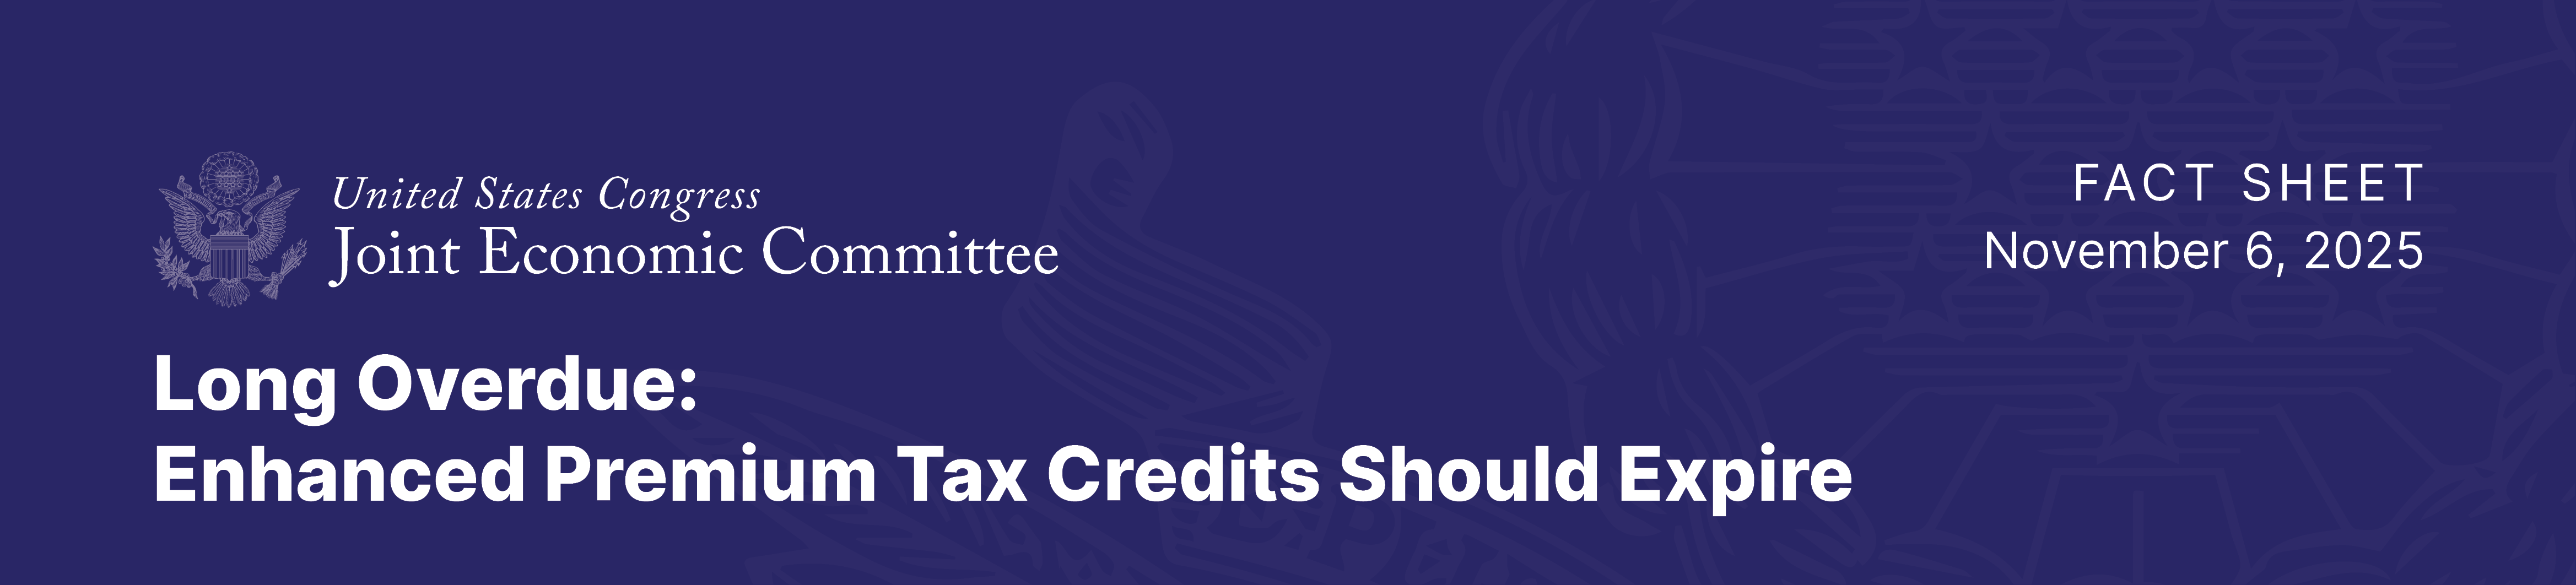 United States Congress
Joint Economic Committee
FACT SHEET
November 6, 2025
Long Overdue:
Enhanced Premium Tax Credits Should Expire